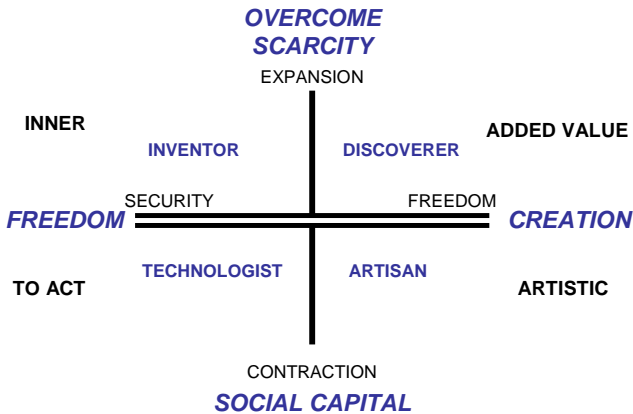 OVERCOME
SCARCITY
EXPANSION
INNER
ADDED VALUE
INVENTOR
DISCOVERER
SECURITY
FREEDOM
FREEDOM
CREATION
TECHNOLOGIST
ARTISAN
TO ACT
ARTISTIC
CONTRACTION
SOCIAL CAPITAL